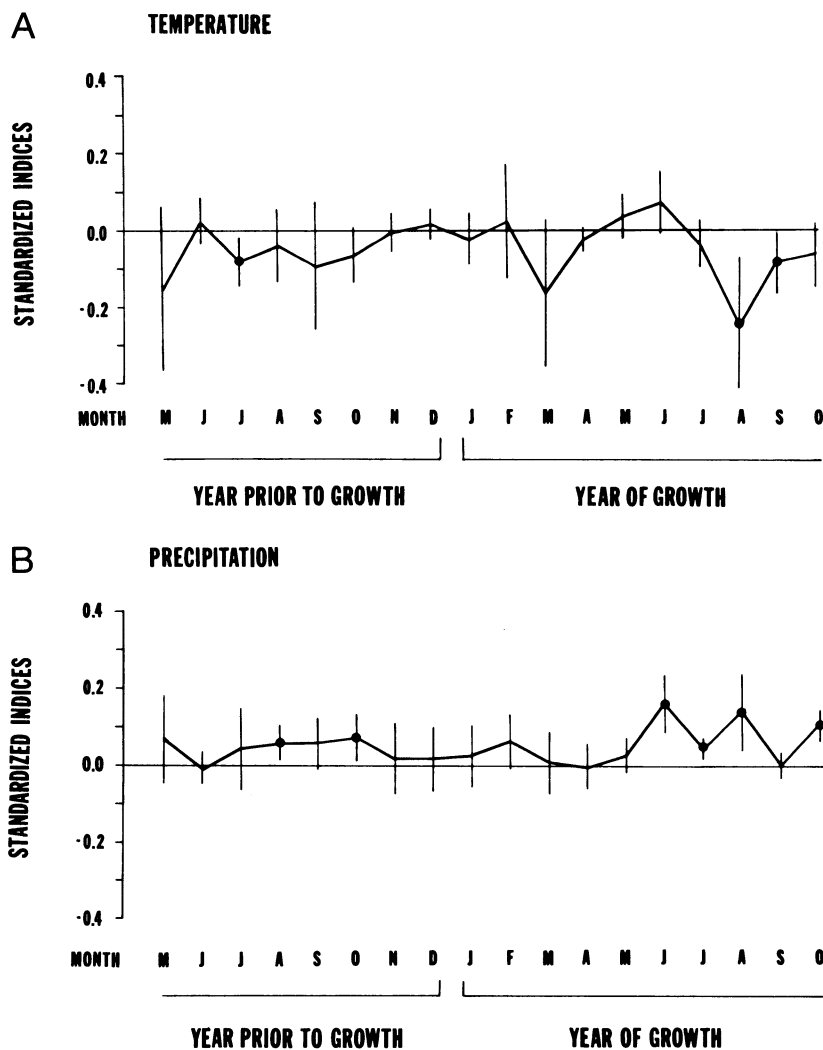 A
TEMPERATURE
STANDARDIZED INDICES
0.4
0.2
0.0
-0.2
-0.4
MONTH M J J A S O N D J F M A M J J A S O
YEAR PRIOR TO GROWTH YEAR OF GROWTH
B
PRECIPITATION
STANDARDIZED INDICES
0.4
0.2
0.0
-0.2
-0.4
MONTH M J J A S O N D J F M A M J J A S O
YEAR PRIOR TO GROWTH YEAR OF GROWTH